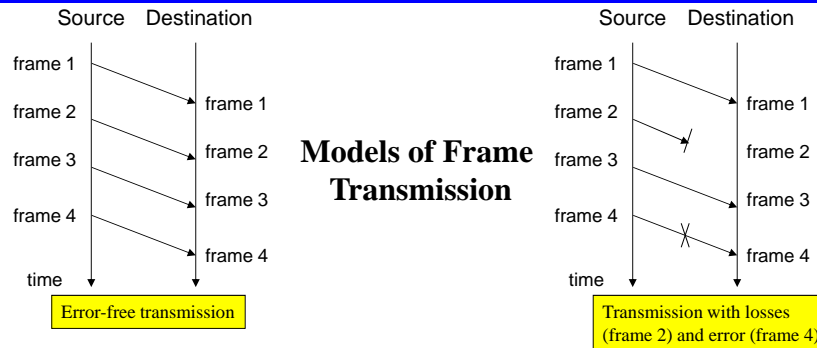 Source Destination
frame 1
frame 1
frame 2
frame 2
frame 3
frame 3
frame 4
frame 4
time
Error-free transmission
Models of Frame
Transmission
Source Destination
frame 1
frame 1
frame 2
frame 2
frame 3
frame 3
frame 4
frame 4
time
Transmission with losses
(frame 2) and error (frame 4)